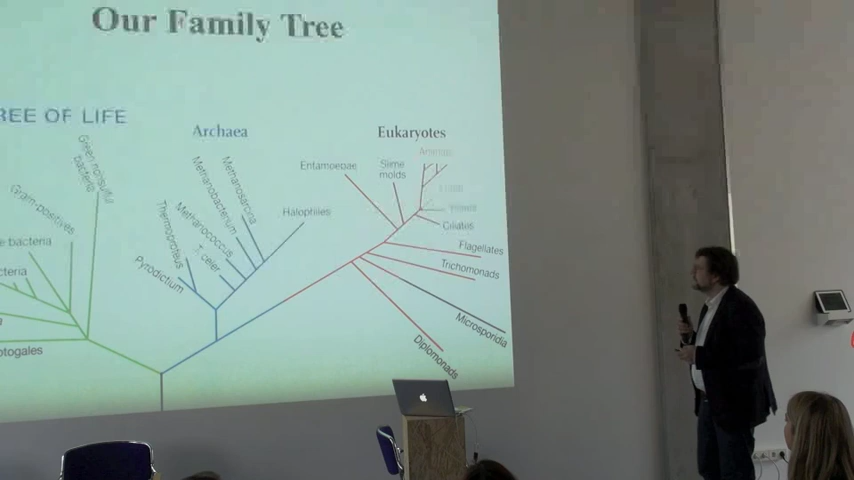 Our Family Tree
REE OF LIFE
Archaea
Eukaryotes
Green nonsulfur
bacteria
Gram-positives
e bacteria
cteria
otogales
Methanosarcina
Methanobacterium
Methanococcus
T. celer
Thermoproteus
Pyrodictium
Halophiles
Entamoebae
Slime
molds
Animals
Fungi
Plants
Ciliates
Flagellates
Trichomonads
Microsporidia
Diplomonads